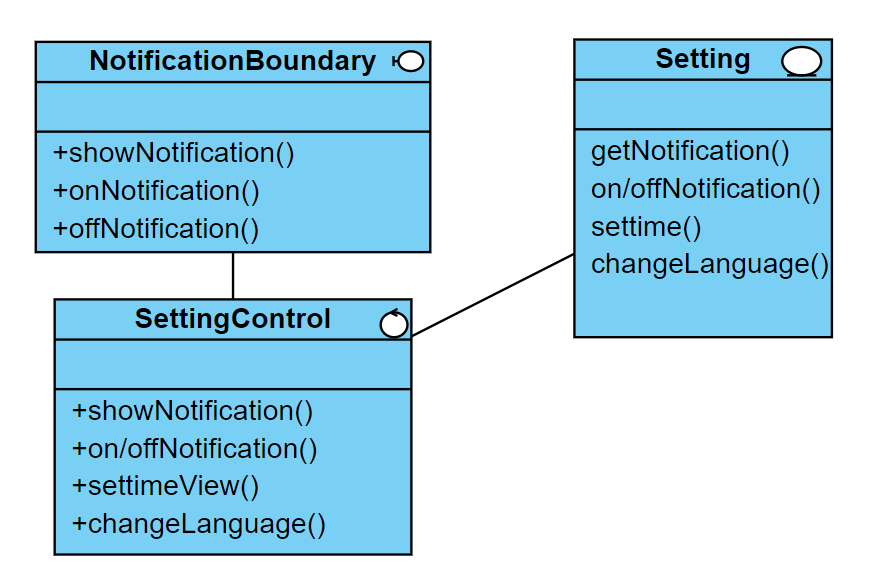 NotificationBoundary
+showNotification()
+onNotification()
+offNotification()
Setting
getNotification()
on/offNotification()
settime()
changeLanguage()
SettingControl
+showNotification()
+on/offNotification()
+settimeView()
+changeLanguage()